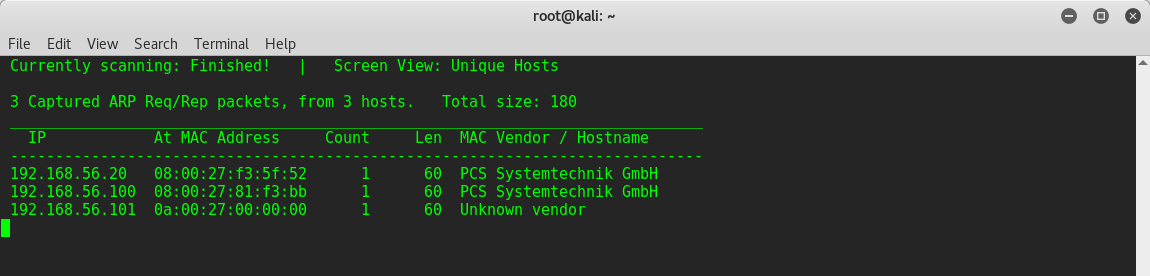 root@kali: ~
File Edit View Search Terminal Help
Currently scanning: Finished! | Screen View: Unique Hosts
3 Captured ARP Req/Rep packets, from 3 hosts. Total size: 180
_____________________________________________________________________________
IP At MAC Address Count Len MAC Vendor / Hostname
-----------------------------------------------------------------------------
192.168.56.20 08:00:27:f3:5f:52 1 60 PCS Systemtechnik GmbH
192.168.56.100 08:00:27:81:f3:bb 1 60 PCS Systemtechnik GmbH
192.168.56.101 0a:00:27:00:00:00 1 60 Unknown vendor